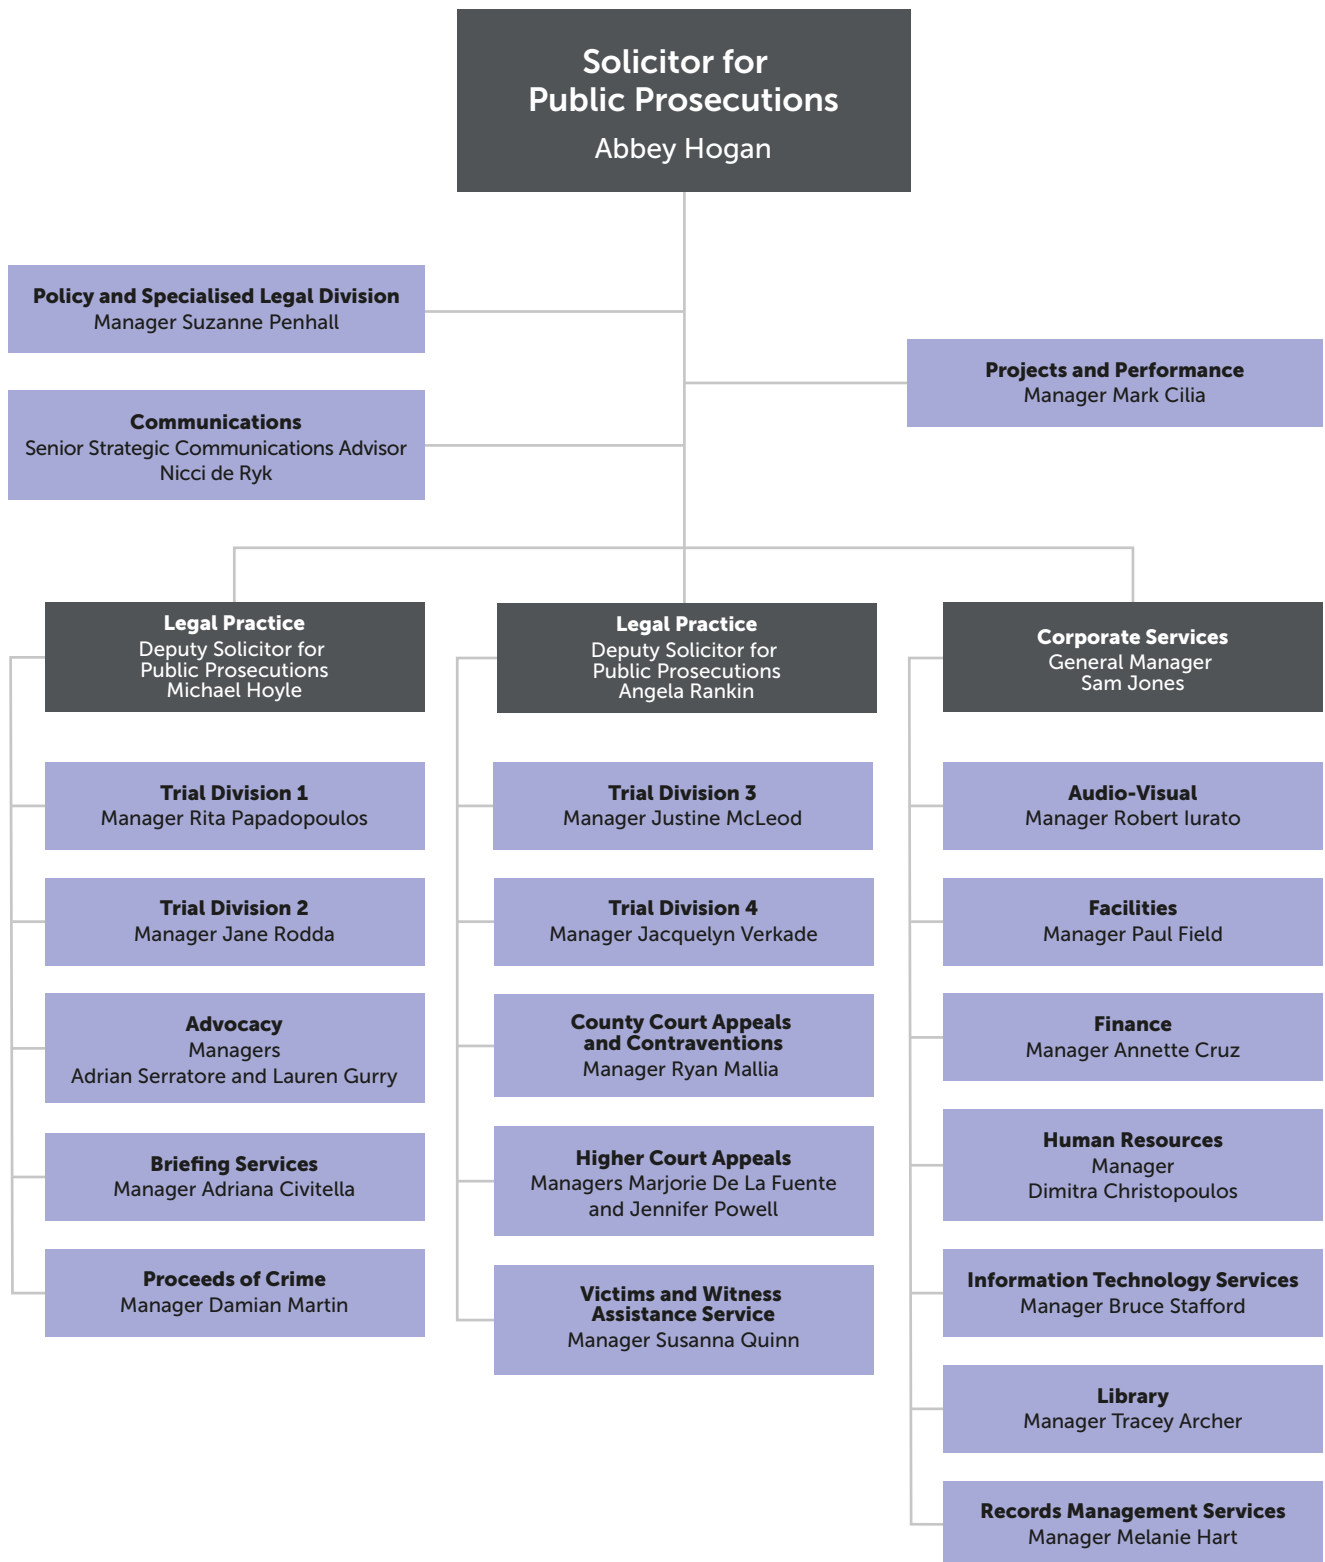 Solicitor for
Public Prosecutions
Abbey Hogan
Policy and Specialised Legal Division
Manager Suzanne Penhall
Projects and Performance
Manager Mark Cilia
Communications
Senior Strategic Communications Advisor
Nicci de Ryk
Legal Practice
Deputy Solicitor for
Public Prosecutions
Michael Hoyle
Trial Division 1
Manager Rita Papadopoulos
Trial Division 2
Manager Jane Rodda
Advocacy
Managers
Adrian Serratore and Lauren Gurry
Briefing Services
Manager Adriana Civitella
Proceeds of Crime
Manager Damian Martin
Legal Practice
Deputy Solicitor for
Public Prosecutions
Angela Rankin
Trial Division 3
Manager Justine McLeod
Trial Division 4
Manager Jacquelyn Verkade
County Court Appeals
and Contraventions
Manager Ryan Mallia
Higher Court Appeals
Managers Marjorie De La Fuente
and Jennifer Powell
Victims and Witness
Assistance Service
Manager Susanna Quinn
Corporate Services
General Manager
Sam Jones
Audio-Visual
Manager Robert Iurato
Facilities
Manager Paul Field
Finance
Manager Annette Cruz
Human Resources
Manager
Dimitra Christopoulos
Information Technology Services
Manager Bruce Stafford
Library
Manager Tracey Archer
Records Management Services
Manager Melanie Hart